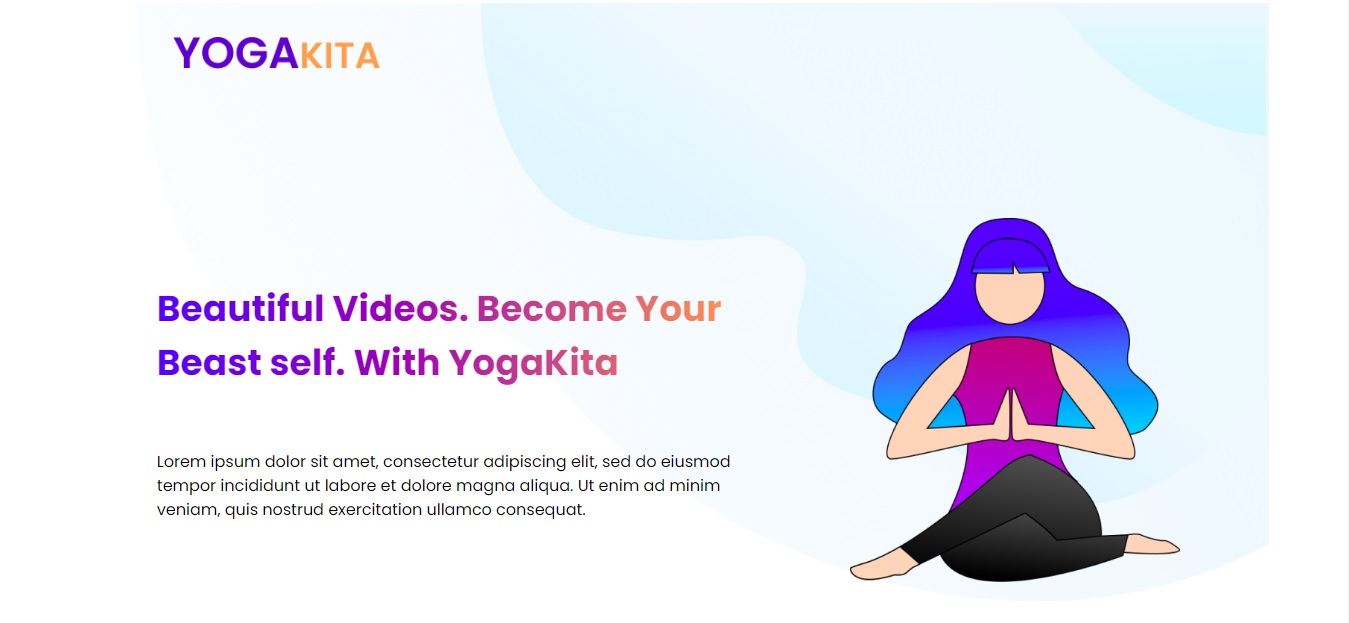 YOGAKITA
Beautiful Videos. Become Your
Beast self. With YogaKita
Lorem ipsum dolor sit amet, consectetur adipiscing elit, sed do eiusmod
tempor incididunt ut labore et dolore magna aliqua. Ut enim ad minim
veniam, quis nostrud exercitation ullamco consequat.